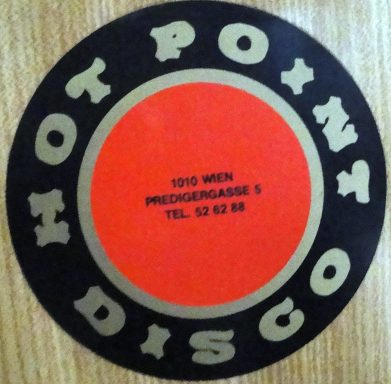 HOT POINT
DISCO
1010 WIEN
PREDIGERGASSE 5
TEL. 52 62 88